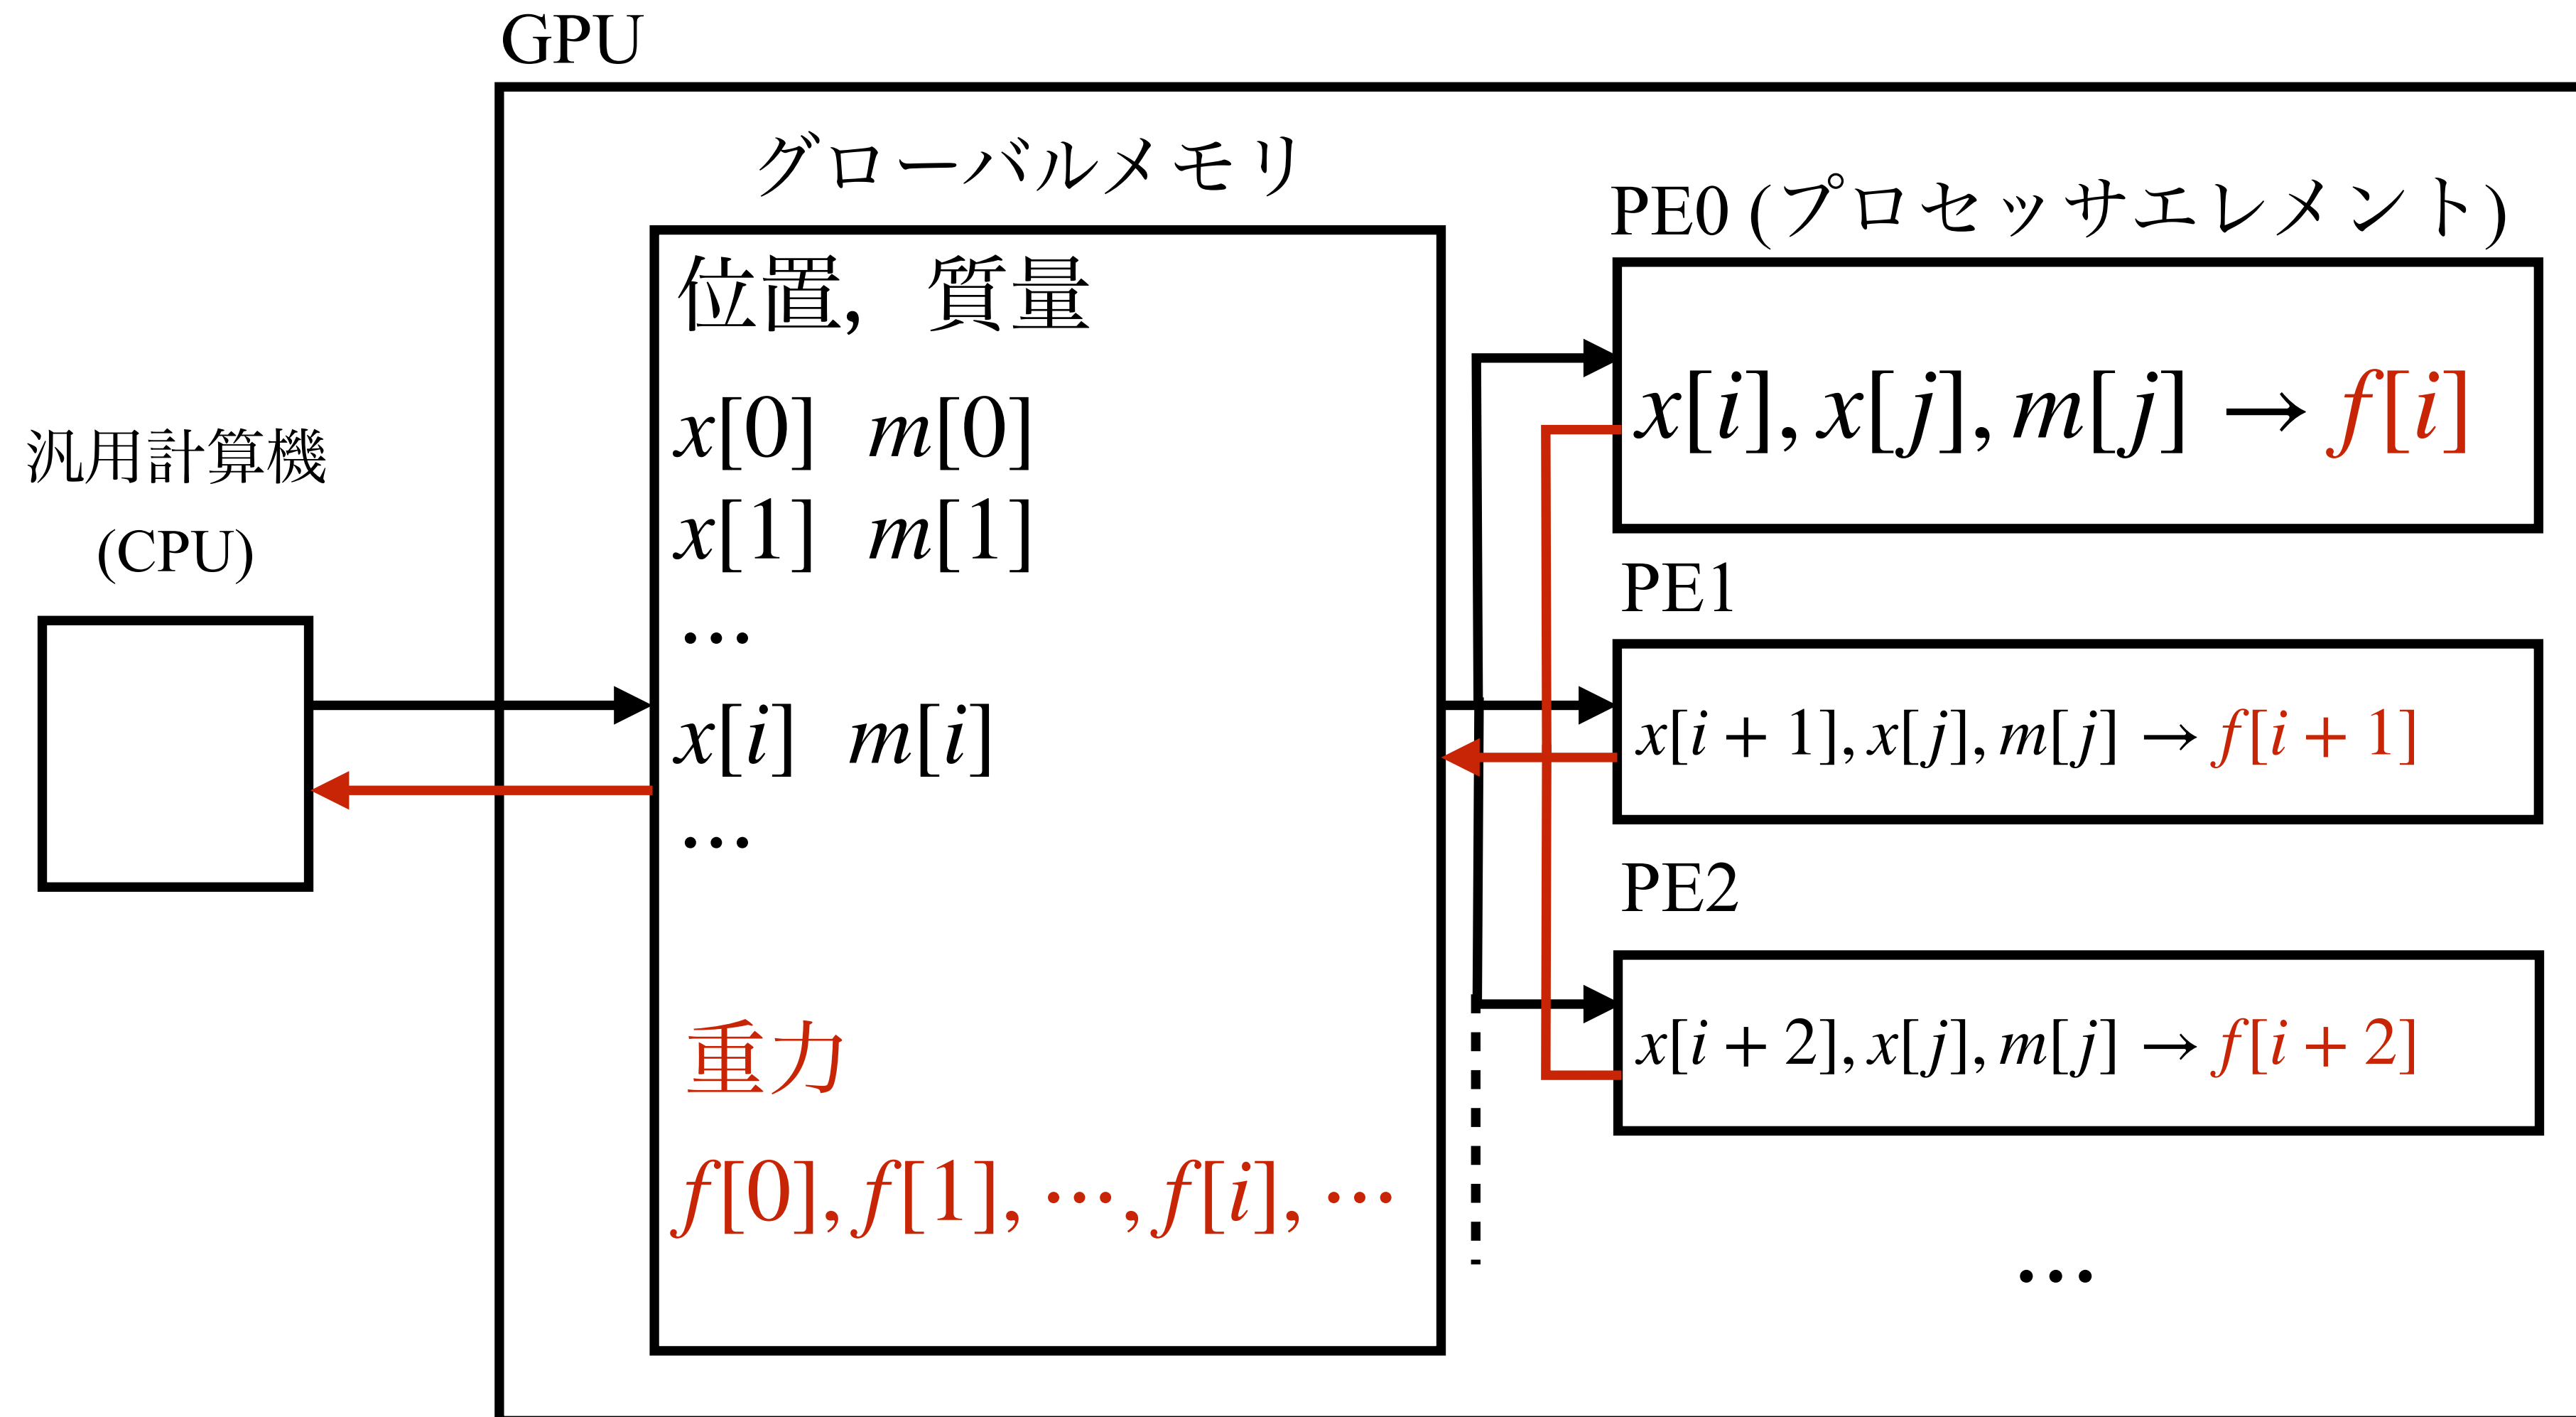 GPU
グローバルメモリ
位置, 質量
x[0] m[0]
x[1] m[1]
⋯
x[i] m[i]
⋯
重力
f[0], f[1], ⋯, f[i], ⋯
汎用計算機
(CPU)
PE0 (プロセッサエレメント)
x[i], x[j], m[j] → f[i]
PE1
x[i + 1], x[j], m[j] → f[i + 1]
PE2
x[i + 2], x[j], m[j] → f[i + 2]
⋯